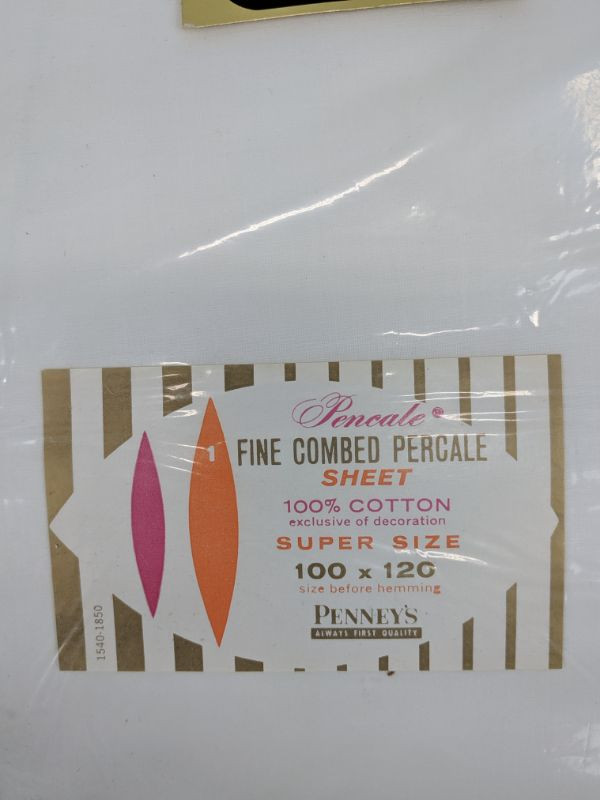 Pencale®
1 FINE COMBED PERCALE
SHEET
100% COTTON
exclusive of decoration
SUPER SIZE
100 x 120
size before hemming
PENNEY'S
ALWAYS FIRST QUALITY
1540-1850